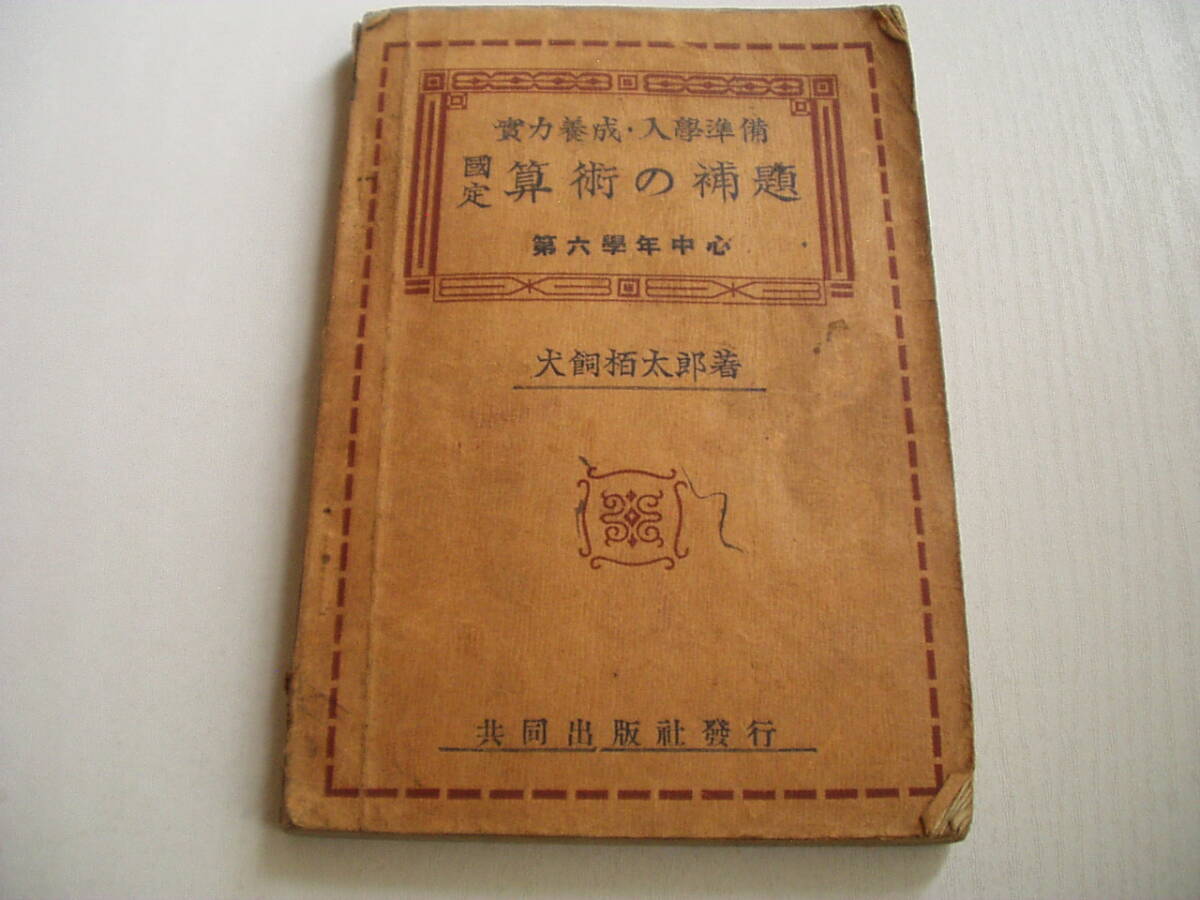 實力養成・入學準備
國定 算術の補題
第六學年中心
犬飼栢太郎著
共同出版社發行